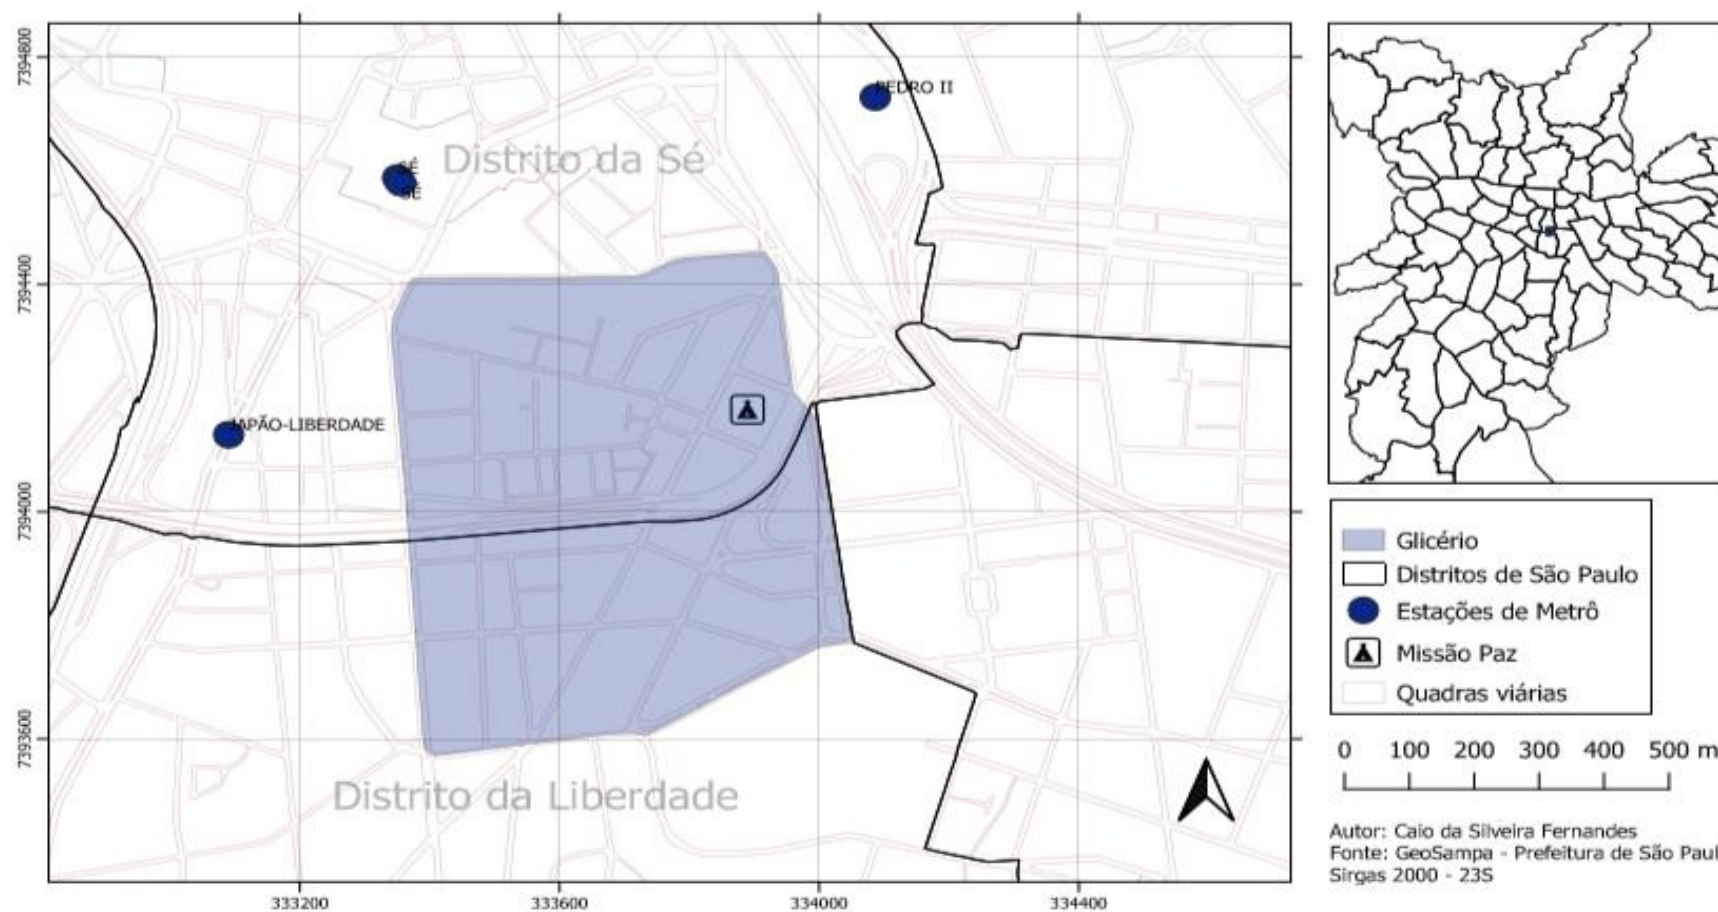 7394800
7394400
7394000
7393600
PEDRO II
SÉ
SÉ
Distrito da Sé
JAPÃO-LIBERDADE
Distrito da Liberdade
333200
333600
334000
334400
Glicério
Distritos de São Paulo
Estações de Metrô
Missão Paz
Quadras viárias
0 100 200 300 400 500 m
Autor: Caio da Silveira Fernandes
Fonte: GeoSampa - Prefeitura de São Paul
Sirgas 2000 - 23S